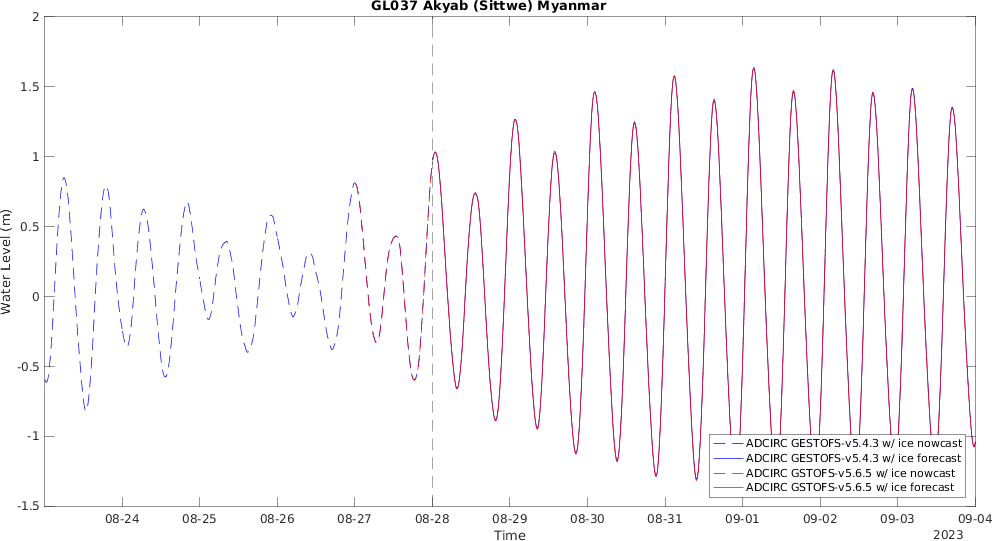 GL037 Akyab (Sittwe) Myanmar
Water Level (m)
2
1.5
1
0.5
0
-0.5
-1
-1.5
ADCIRC GESTOFS-v5.4.3 w/ ice nowcast
ADCIRC GESTOFS-v5.4.3 w/ ice forecast
ADCIRC GSTOFS-v5.6.5 w/ ice nowcast
ADCIRC GSTOFS-v5.6.5 w/ ice forecast
08-24 08-25 08-26 08-27 08-28 08-29 08-30 08-31 09-01 09-02 09-03 09-04
Time
2023